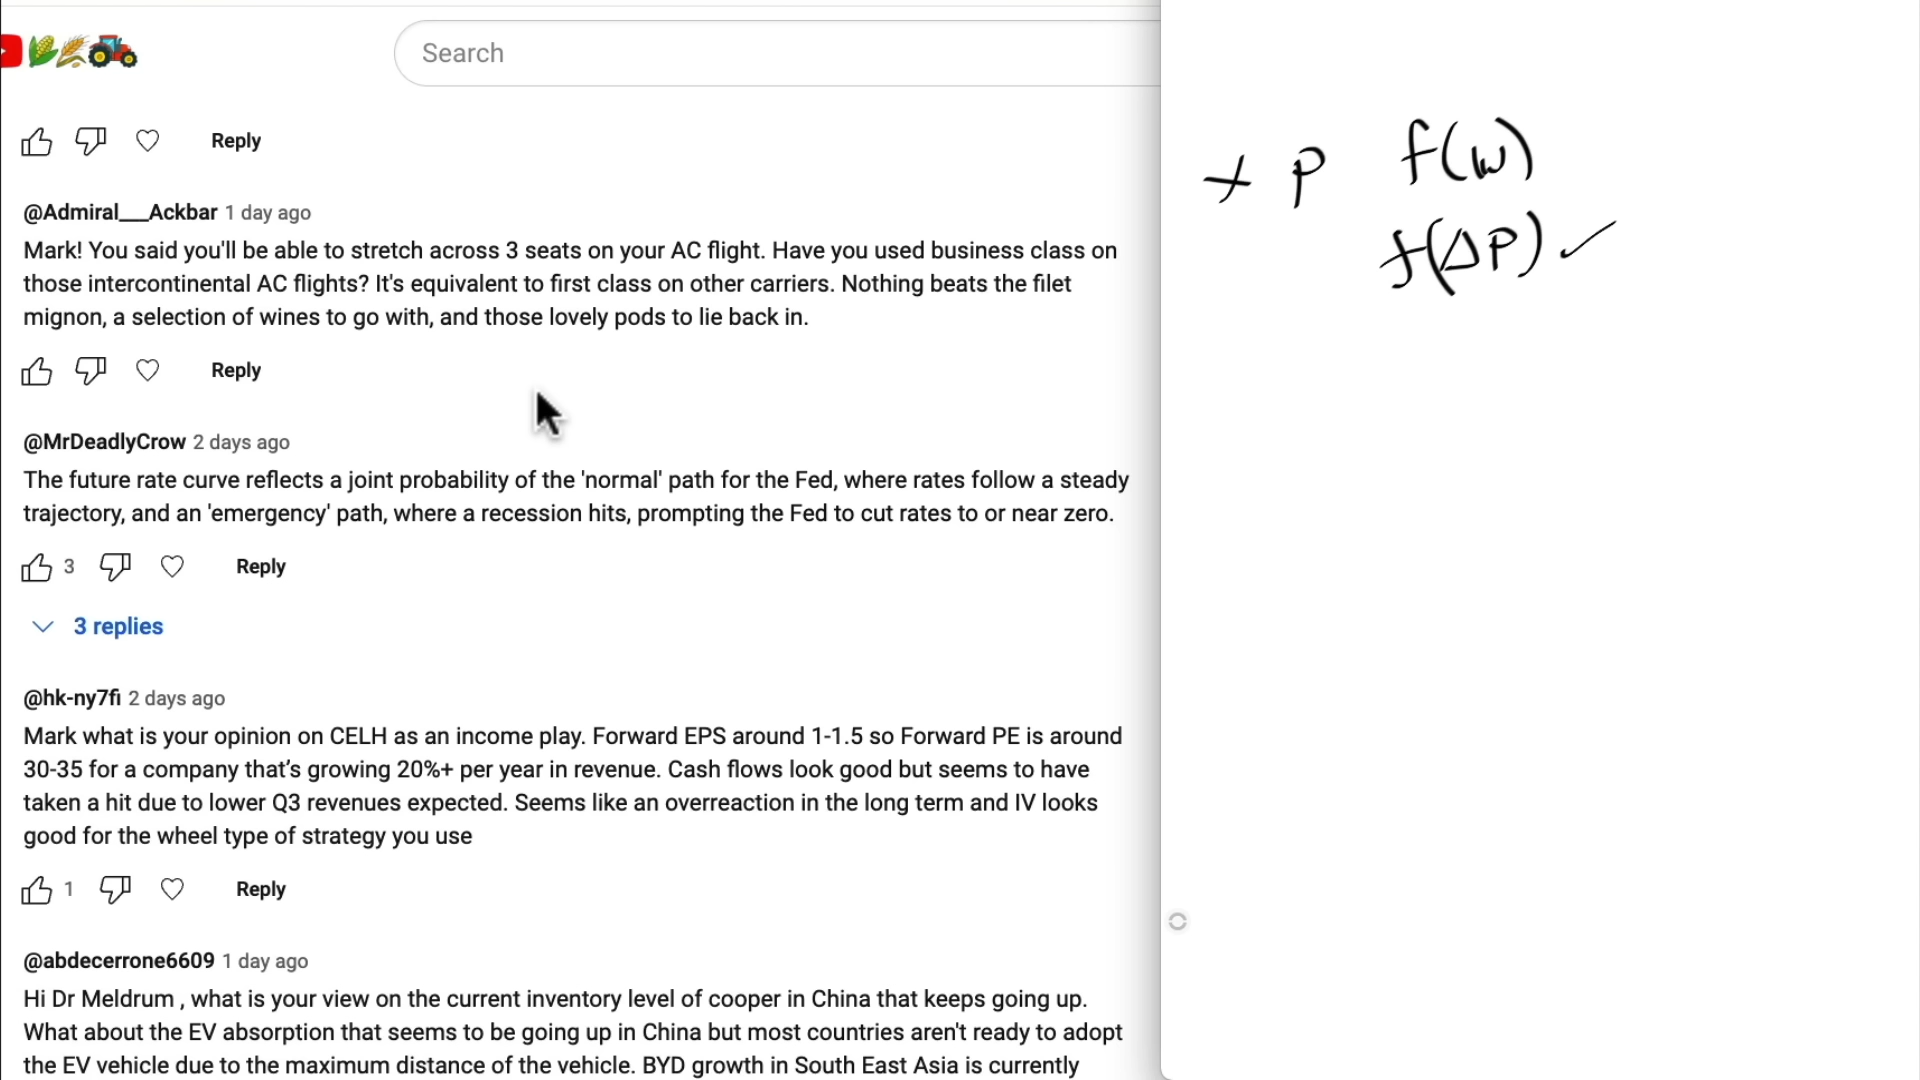 Search
Reply
@Admiral___Ackbar 1 day ago
Mark! You said you'll be able to stretch across 3 seats on your AC flight. Have you used business class on
those intercontinental AC flights? It's equivalent to first class on other carriers. Nothing beats the filet
mignon, a selection of wines to go with, and those lovely pods to lie back in.
Reply
@MrDeadlyCrow 2 days ago
The future rate curve reflects a joint probability of the 'normal' path for the Fed, where rates follow a steady
trajectory, and an 'emergency' path, where a recession hits, prompting the Fed to cut rates to or near zero.
3 Reply
3 replies
@hk-ny7fi 2 days ago
Mark what is your opinion on CELH as an income play. Forward EPS around 1-1.5 so Forward PE is around
30-35 for a company that’s growing 20%+ per year in revenue. Cash flows look good but seems to have
taken a hit due to lower Q3 revenues expected. Seems like an overreaction in the long term and IV looks
good for the wheel type of strategy you use
1 Reply
@abdecerrone6609 1 day ago
Hi Dr Meldrum , what is your view on the current inventory level of cooper in China that keeps going up.
What about the EV absorption that seems to be going up in China but most countries aren't ready to adopt
the EV vehicle due to the maximum distance of the vehicle. BYD growth in South East Asia is currently
+ P f(w)
f(ΔP) ✓